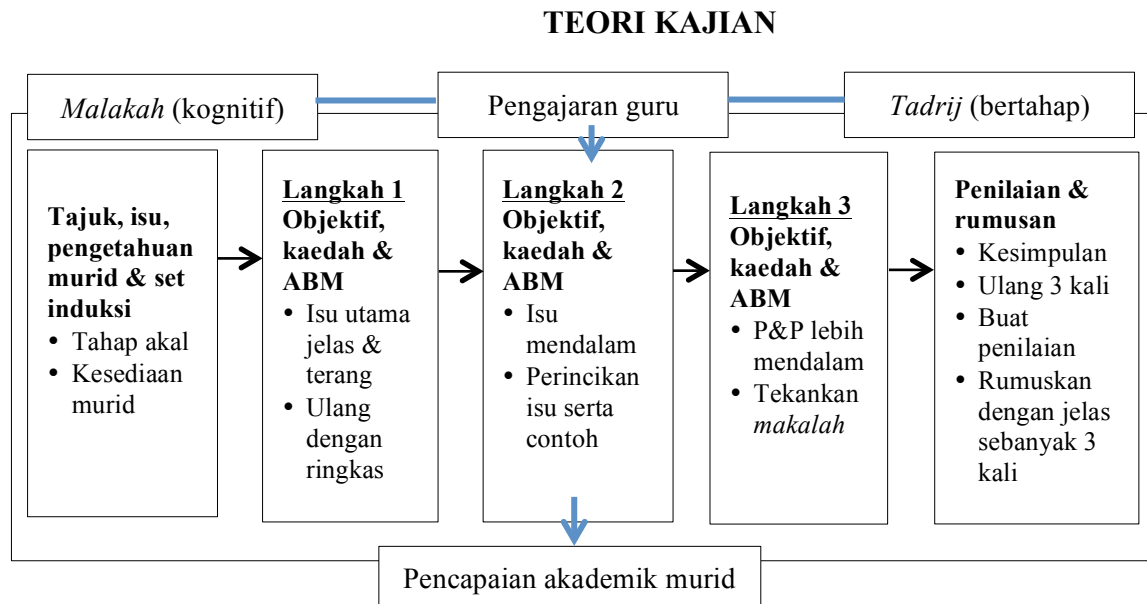 TEORI KAJIAN
Malakah (kognitif)
Pengajaran guru
Tadrij (bertahap)
Tajuk, isu,
pengetahuan
murid & set
induksi
• Tahap akal
• Kesediaan
murid
Langkah 1
Objektif,
kaedah &
ABM
• Isu utama
jelas &
terang
• Ulang
dengan
ringkas
Langkah 2
Objektif,
kaedah &
ABM
• Isu
mendalam
• Perincikan
isu serta
contoh
Langkah 3
Objektif,
kaedah &
ABM
• P&P lebih
mendalam
• Tekankan
makalah
Penilaian &
rumusan
• Kesimpulan
• Ulang 3 kali
• Buat
penilaian
• Rumuskan
dengan jelas
sebanyak 3
kali
Pencapaian akademik murid